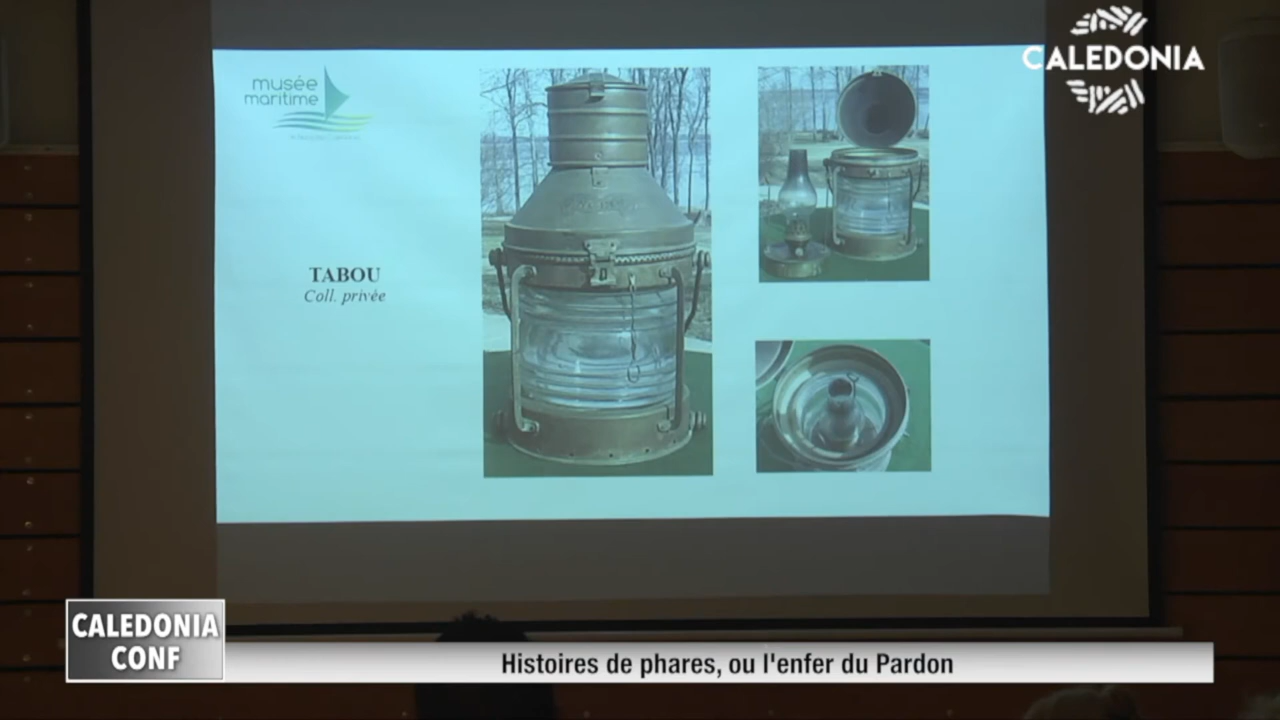 CALEDONIA
musée
maritime
TABOU
Coll. privée
CALEDONIA
CONF
Histoires de phares, ou l'enfer du Pardon